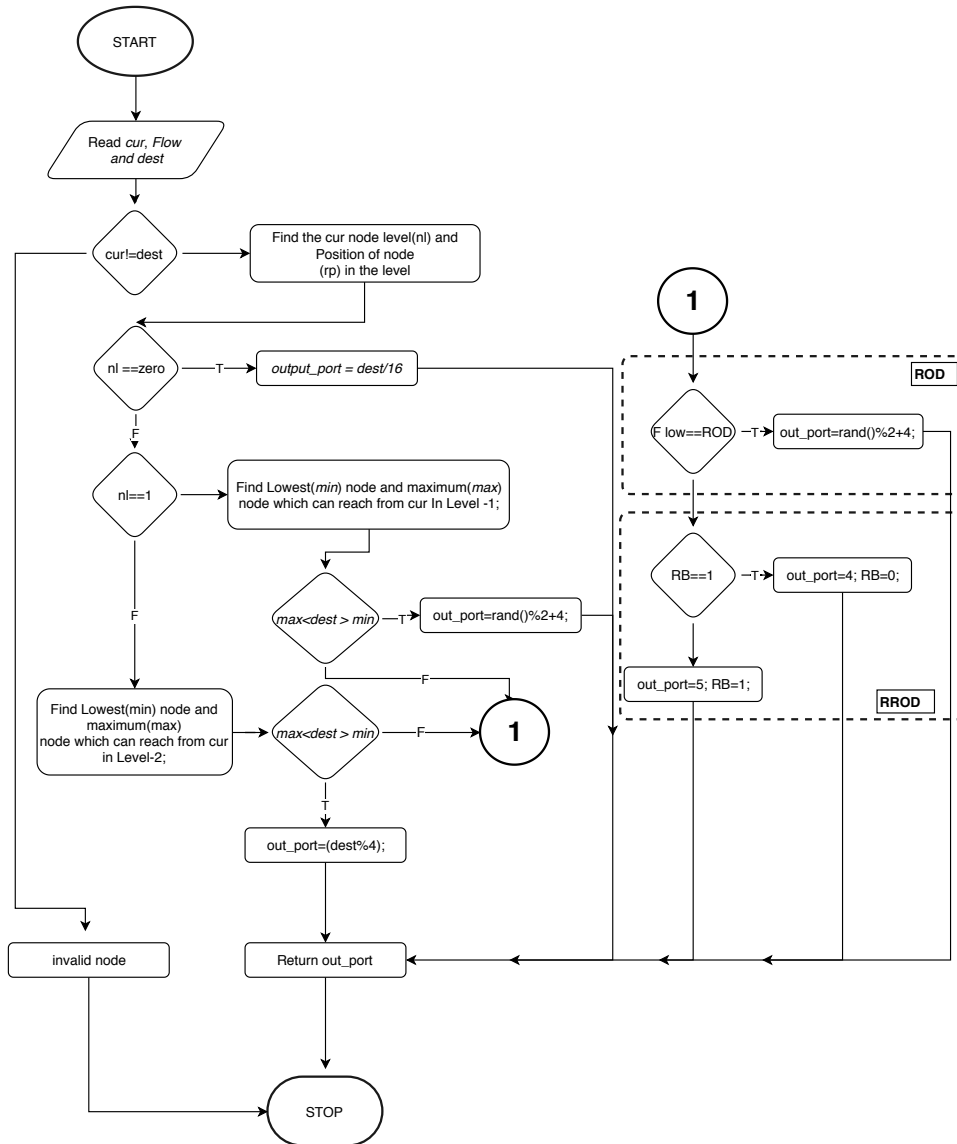 START
Read cur, Flow
and dest
cur!=dest
Find the cur node level(nl) and
Position of node
(rp) in the level
1
nl ==zero
T
output_port = dest/16
ROD
F low==ROD
T
out_port=rand()%2+4;
F
nl==1
Find Lowest(min) node and maximum(max)
node which can reach from cur In Level -1;
RB==1
T
out_port=4; RB=0;
F
max<dest > min
T
out_port=rand()%2+4;
F
out_port=5; RB=1;
RROD
Find Lowest(min) node and
maximum(max)
node which can reach from cur
in Level-2;
max<dest > min
F
1
T
out_port=(dest%4);
invalid node
Return out_port
STOP